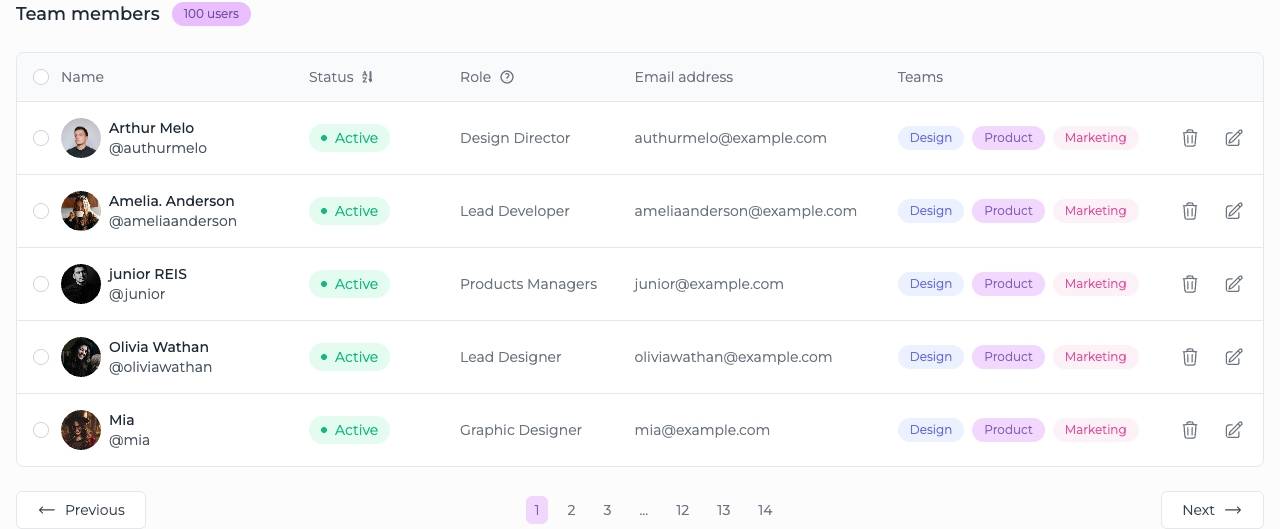 Team members 100 users
Name Status Role Email address Teams
Arthur Melo
@authurmelo
Active Design Director authurmelo@example.com Design Product Marketing
Amelia. Anderson
@ameliaanderson
Active Lead Developer ameliaanderson@example.com Design Product Marketing
junior REIS
@junior
Active Products Managers junior@example.com Design Product Marketing
Olivia Wathan
@oliviawathan
Active Lead Designer oliviawathan@example.com Design Product Marketing
Mia
@mia
Active Graphic Designer mia@example.com Design Product Marketing
Previous 1 2 3 ... 12 13 14 Next